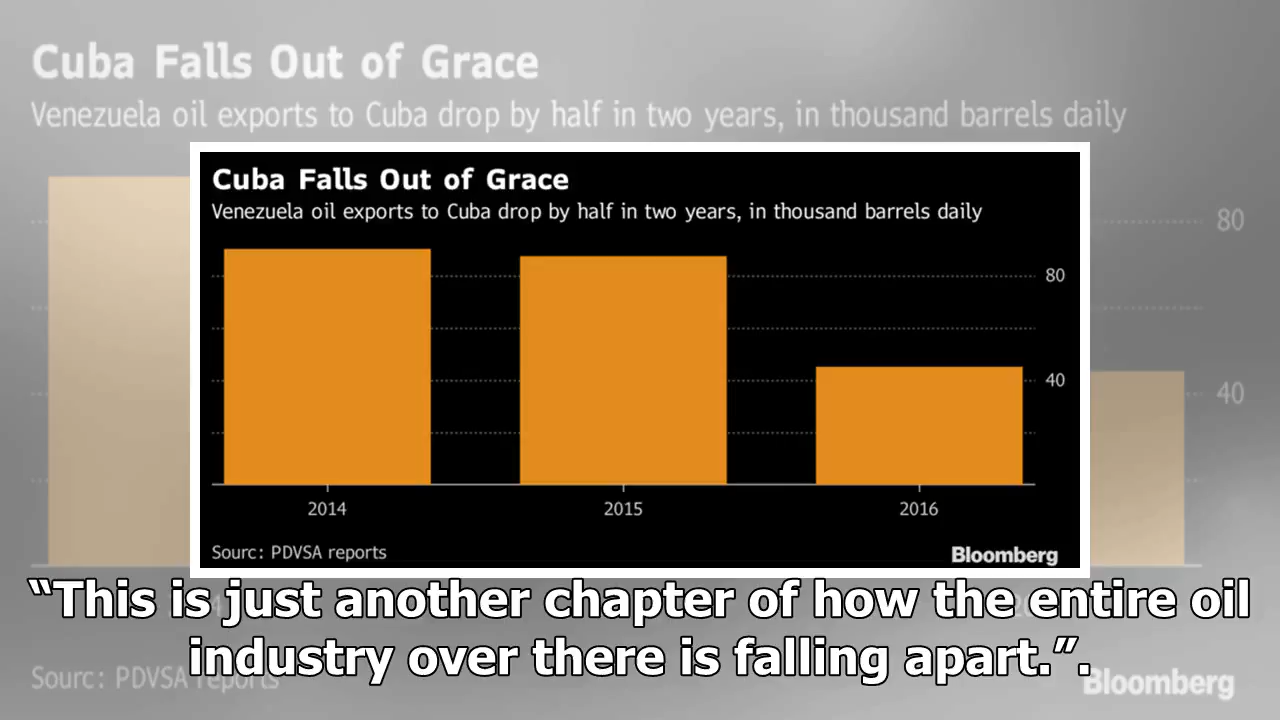 Cuba Falls Out of Grace
Venezuela oil exports to Cuba drop by half in two years, in thousand barrels daily
80
40
Cuba Falls Out of Grace
Venezuela oil exports to Cuba drop by half in two years, in thousand barrels daily
80
40
2014 2015 2016
Sourc: PDVSA reports
Bloomberg
“This is just another chapter of how the entire oil
industry over there is falling apart.”.
Sourc: PDVSA reports
Bloomberg